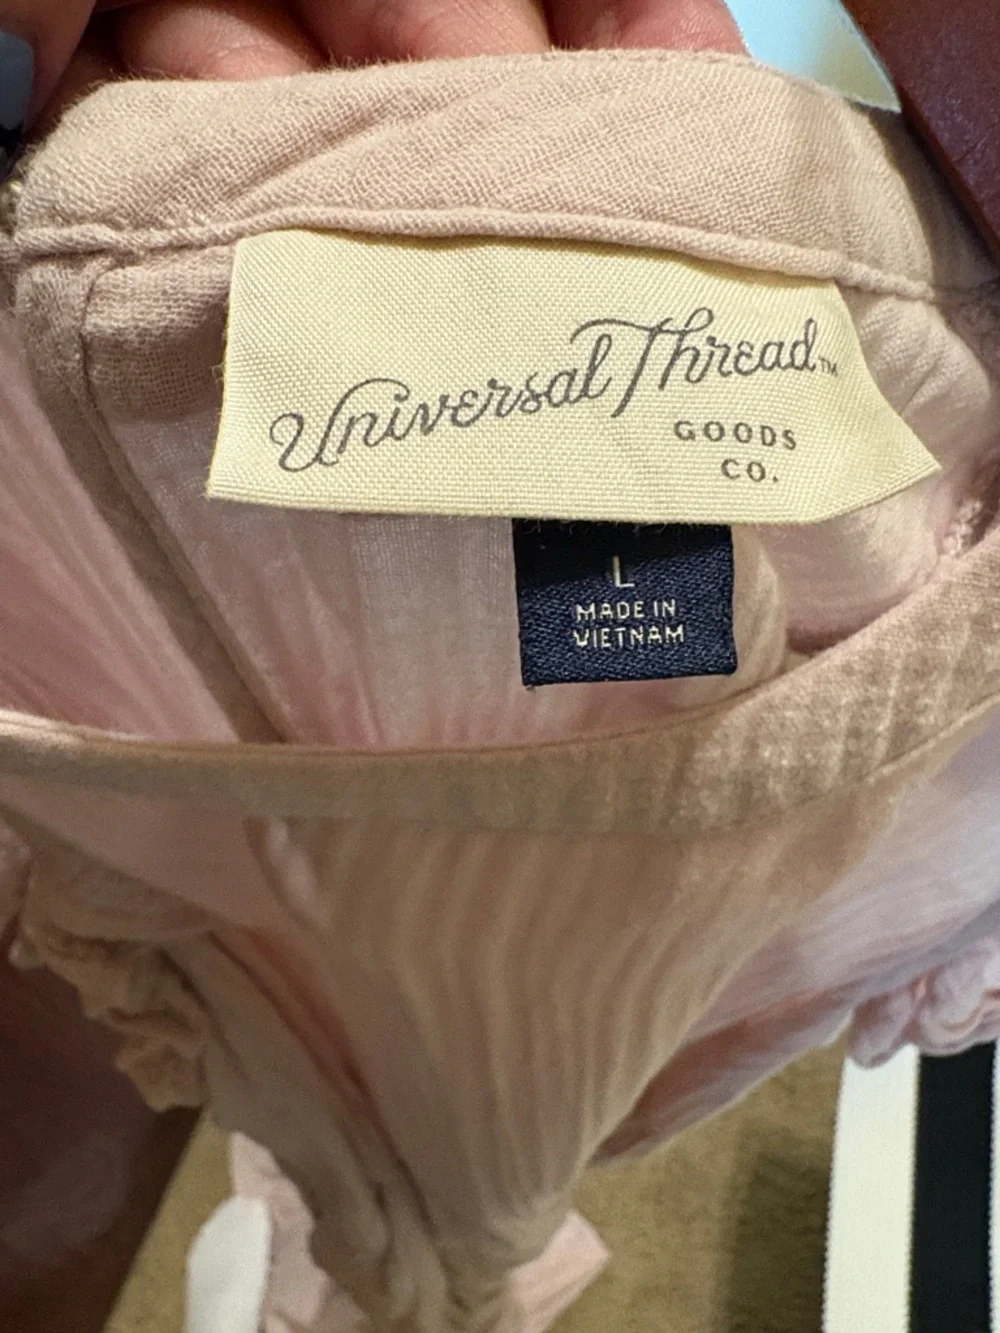 Universal Thread™
GOODS
CO.
L
MADE IN
VIETNAM